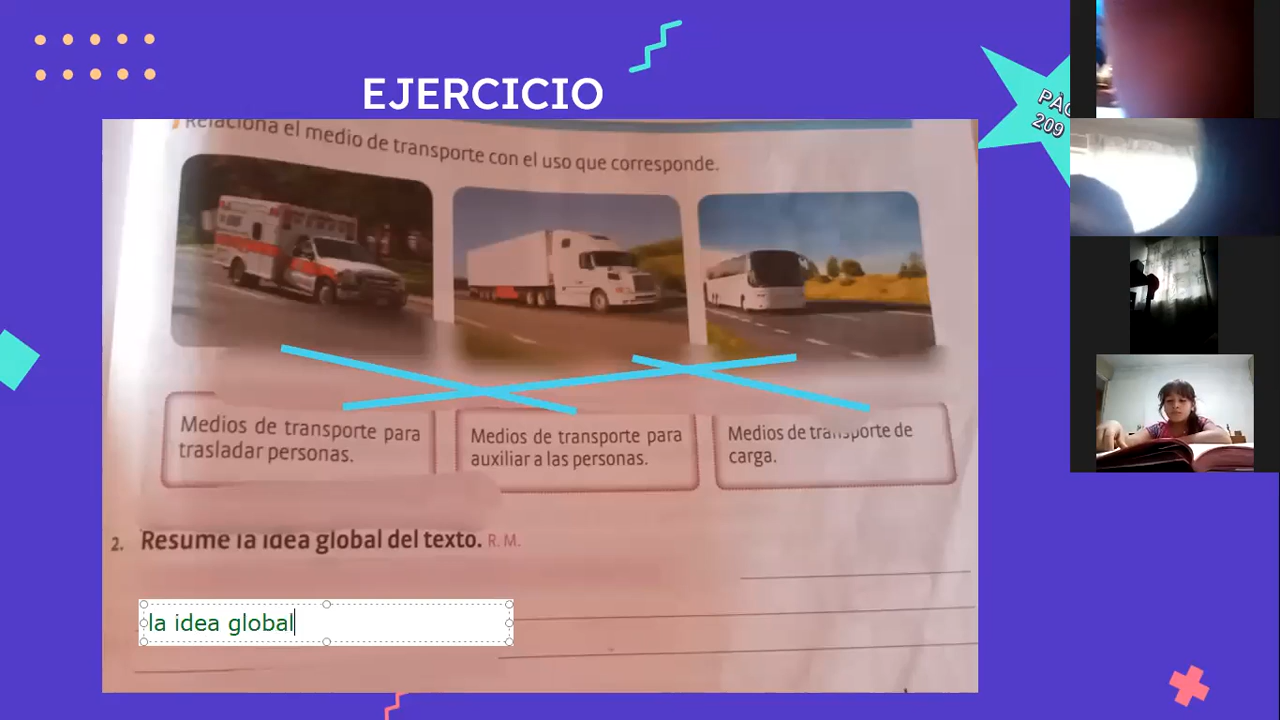 EJERCICIO
PÀG
209
Relaciona el medio de transporte con el uso que corresponde.
Medios de transporte para
trasladar personas.
Medios de transporte para
auxiliar a las personas.
Medios de transporte de
carga.
2. Resume la idea global del texto. R. M.
la idea global